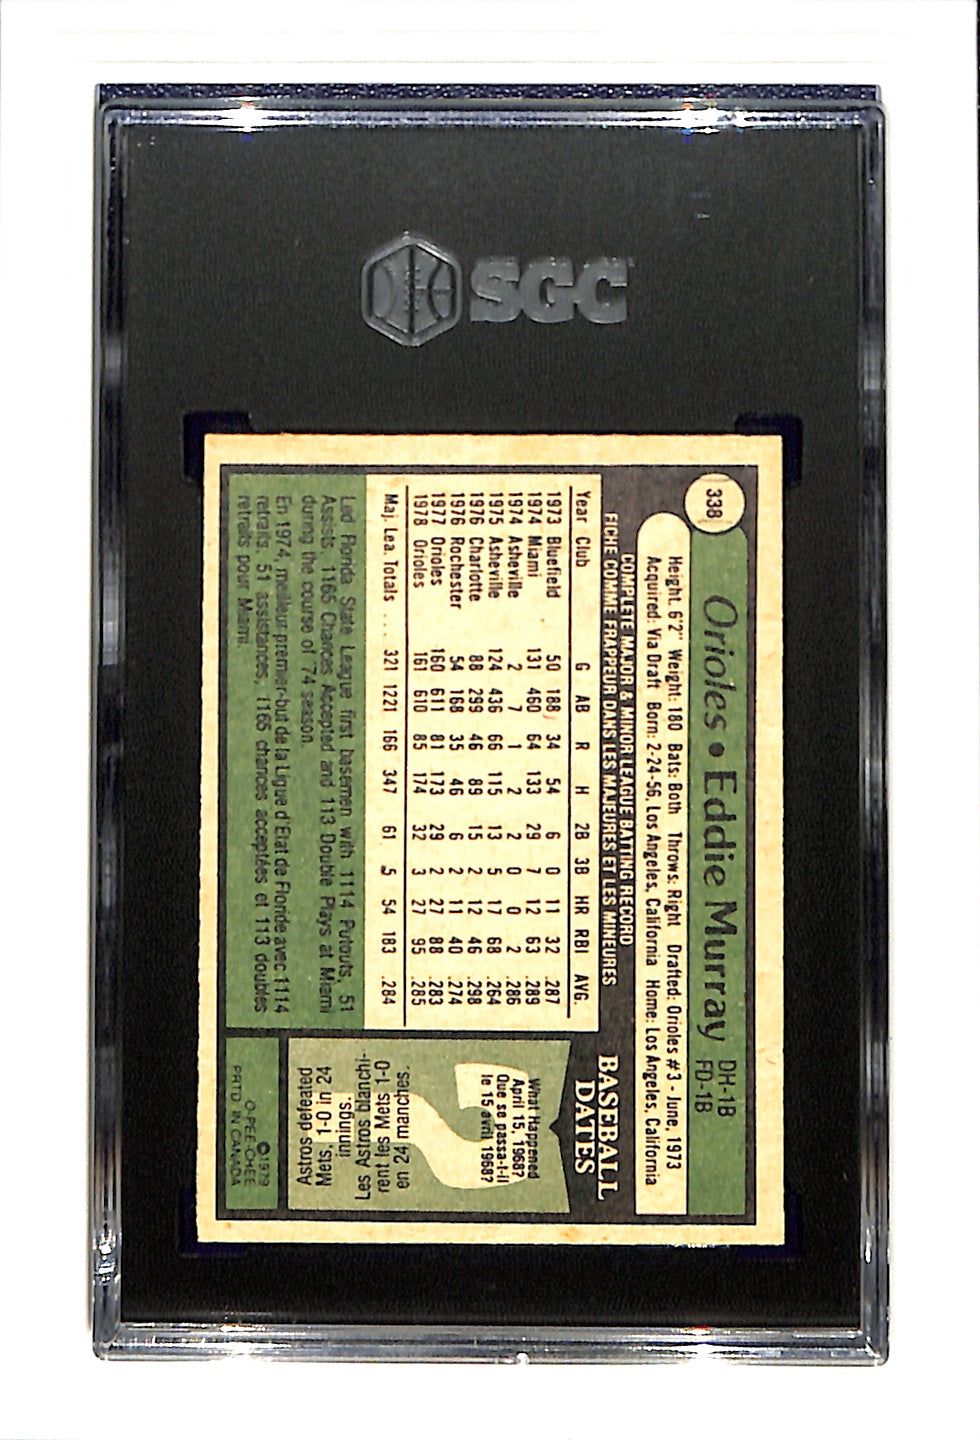 SGC
338
Orioles • Eddie Murray DH-1B
FD-1B
Height: 6'2" Weight: 180 Bats: Both Throws: Right Drafted: Orioles #3 - June, 1973
Acquired: Via Draft Born: 2-24-56, Los Angeles, California Home: Los Angeles, California
COMPLETE MAJOR & MINOR LEAGUE BATTING RECORD
FICHE COMME FRAPPEUR DANS LES MAJEURES ET LES MINEURES
Year Club G AB R H 2B 3B HR RBI AVG.
1973 Bluefield 50 188 34 54 6 0 11 32 .287
1974 Miami 131 460 64 133 29 7 12 63 .289
1974 Asheville 2 7 1 2 2 0 0 2 .286
1975 Asheville 124 436 66 115 13 5 17 68 .264
1976 Charlotte 88 299 46 89 15 2 12 46 .298
1976 Rochester 54 168 35 46 6 2 11 40 .274
1977 Orioles 160 611 81 173 29 2 27 88 .283
1978 Orioles 161 610 85 174 32 3 27 95 .285
Maj. Lea. Totals . . . 321 1221 166 347 61 5 54 183 .284
Led Florida State League first basemen with 1114 Putouts, 51
Assists, 1165 Chances Accepted and 113 Double Plays at Miami
during the course of '74 season.
En 1974, meilleur premier-but de la Ligue d'Etat de Floride avec 1114
retraits, 51 assistances, 1165 chances acceptées et 113 doubles
retraits pour Miami.
BASEBALL
DATES
What Happened
April 15, 1968?
Que se passa-t-il
le 15 avril 1968?
Astros defeated
Mets, 1-0 in 24
innings.
Les Astros blanchi-
rent les Mets 1-0
en 24 manches.
©1979
O-PEE-CHEE
PRTD. IN CANADA